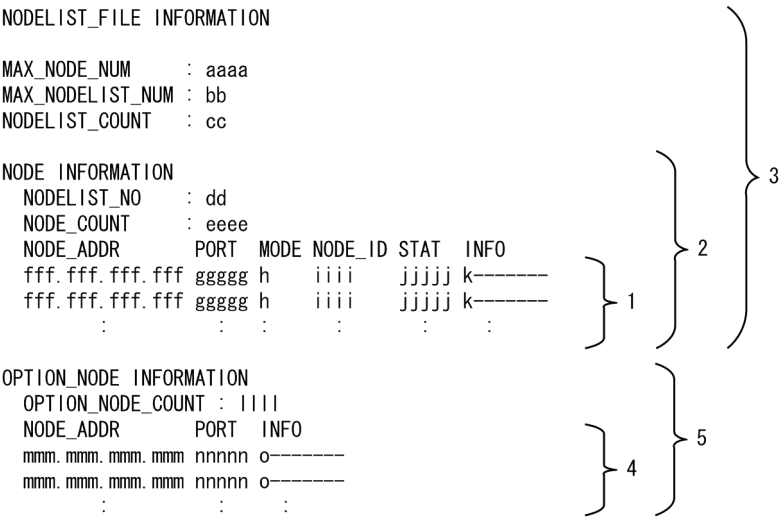 NODELIST_FILE INFORMATION
MAX_NODE_NUM : aaaa
MAX_NODELIST_NUM : bb
NODELIST_COUNT : cc
3
NODE INFORMATION
NODELIST_NO : dd
NODE_COUNT : eeee
2
NODE_ADDR PORT MODE NODE_ID STAT INFO
fff.fff.fff.fff ggggg h iiii jjjjj k-------
fff.fff.fff.fff ggggg h iiii jjjjj k-------
1
: : : : : :
OPTION_NODE INFORMATION
OPTION_NODE_COUNT : llll
NODE_ADDR PORT INFO
5
mmm.mmm.mmm.mmm nnnnn o-------
mmm.mmm.mmm.mmm nnnnn o-------
4
: : :